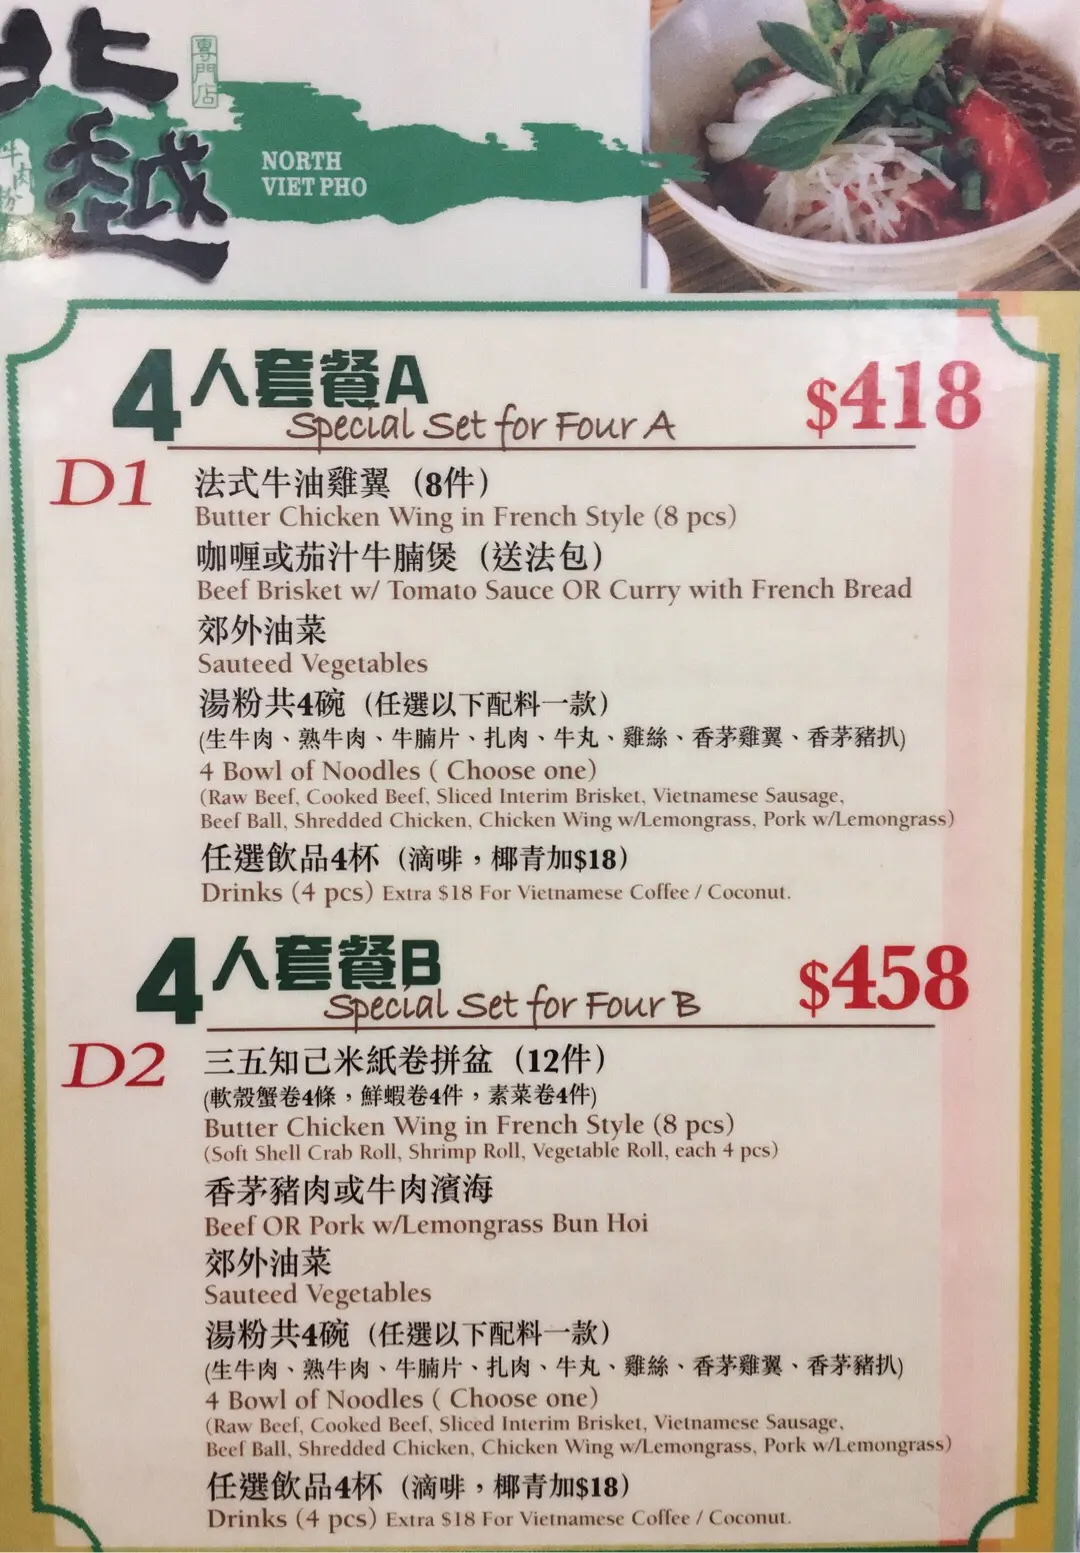 北越
專門店
牛肉粉
NORTH
VIET PHO
4人套餐A
Special Set for Four A
$418
D1
法式牛油雞翼（8件）
Butter Chicken Wing in French Style (8 pcs)
咖喱或茄汁牛腩煲（送法包）
Beef Brisket w/ Tomato Sauce OR Curry with French Bread
郊外油菜
Sauteed Vegetables
湯粉共4碗（任選以下配料一款）
(生牛肉、熟牛肉、牛腩片、扎肉、牛丸、雞絲、香茅雞翼、香茅豬扒)
4 Bowl of Noodles ( Choose one)
(Raw Beef, Cooked Beef, Sliced Interim Brisket, Vietnamese Sausage,
Beef Ball, Shredded Chicken, Chicken Wing w/Lemongrass, Pork w/Lemongrass)
任選飲品4杯（滴啡，椰青加$18）
Drinks (4 pcs) Extra $18 For Vietnamese Coffee / Coconut.
4人套餐B
Special Set for Four B
$458
D2
三五知己米紙卷拼盆（12件）
(軟殼蟹卷4條，鮮蝦卷4件，素菜卷4件)
Butter Chicken Wing in French Style (8 pcs)
(Soft Shell Crab Roll, Shrimp Roll, Vegetable Roll, each 4 pcs)
香茅豬肉或牛肉濱海
Beef OR Pork w/Lemongrass Bun Hoi
郊外油菜
Sauteed Vegetables
湯粉共4碗（任選以下配料一款）
(生牛肉、熟牛肉、牛腩片、扎肉、牛丸、雞絲、香茅雞翼、香茅豬扒)
4 Bowl of Noodles ( Choose one)
(Raw Beef, Cooked Beef, Sliced Interim Brisket, Vietnamese Sausage,
Beef Ball, Shredded Chicken, Chicken Wing w/Lemongrass, Pork w/Lemongrass)
任選飲品4杯（滴啡，椰青加$18）
Drinks (4 pcs) Extra $18 For Vietnamese Coffee / Coconut.